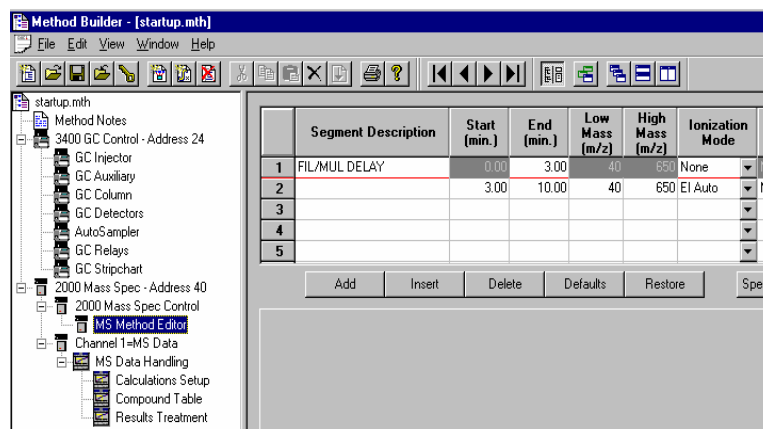 Method Builder - [startup.mth]
File Edit View Window Help
startup.mth
Method Notes
3400 GC Control - Address 24
GC Injector
GC Auxiliary
GC Column
GC Detectors
AutoSampler
GC Relays
GC Stripchart
2000 Mass Spec - Address 40
2000 Mass Spec Control
MS Method Editor
Channel 1=MS Data
MS Data Handling
Calculations Setup
Compound Table
Results Treatment
Segment Description Start (min.) End (min.) Low Mass (m/z) High Mass (m/z) Ionization Mode
1 FIL/MUL DELAY 0.00 3.00 40 650 None
2 3.00 10.00 40 650 EI Auto
3
4
5
Add Insert Delete Defaults Restore Spe